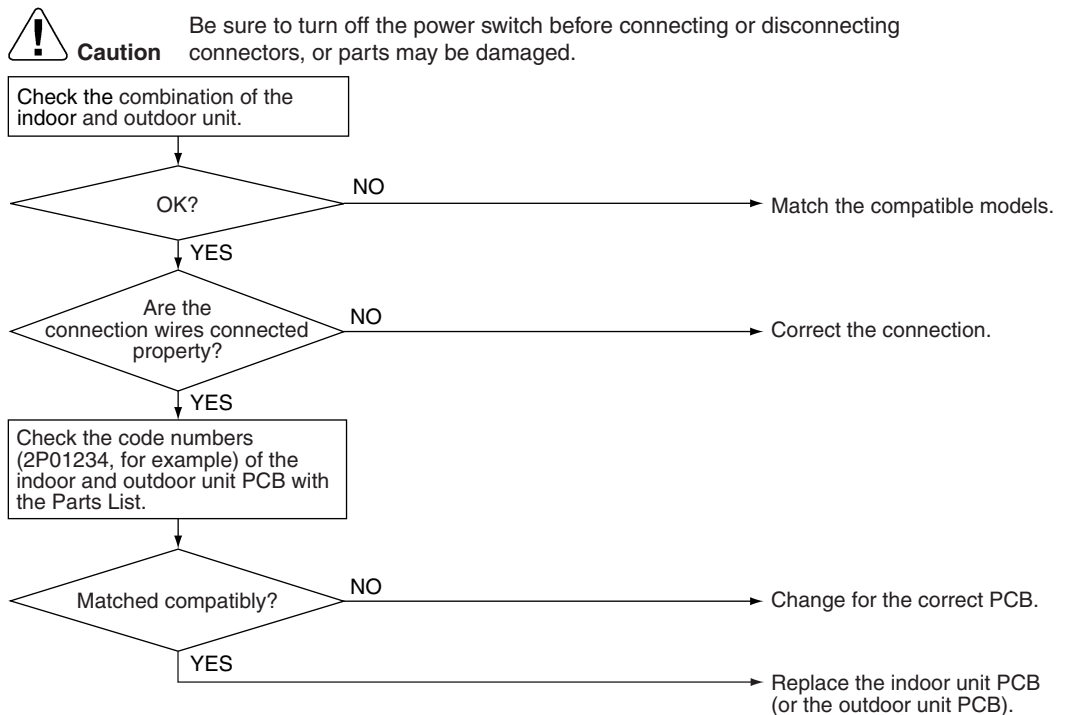 Be sure to turn off the power switch before connecting or disconnecting
Caution connectors, or parts may be damaged.
Check the combination of the
indoor and outdoor unit.
OK?
NO
Match the compatible models.
YES
Are the
connection wires connected
property?
NO
Correct the connection.
YES
Check the code numbers
(2P01234, for example) of the
indoor and outdoor unit PCB with
the Parts List.
Matched compatibly?
NO
Change for the correct PCB.
YES
Replace the indoor unit PCB
(or the outdoor unit PCB).